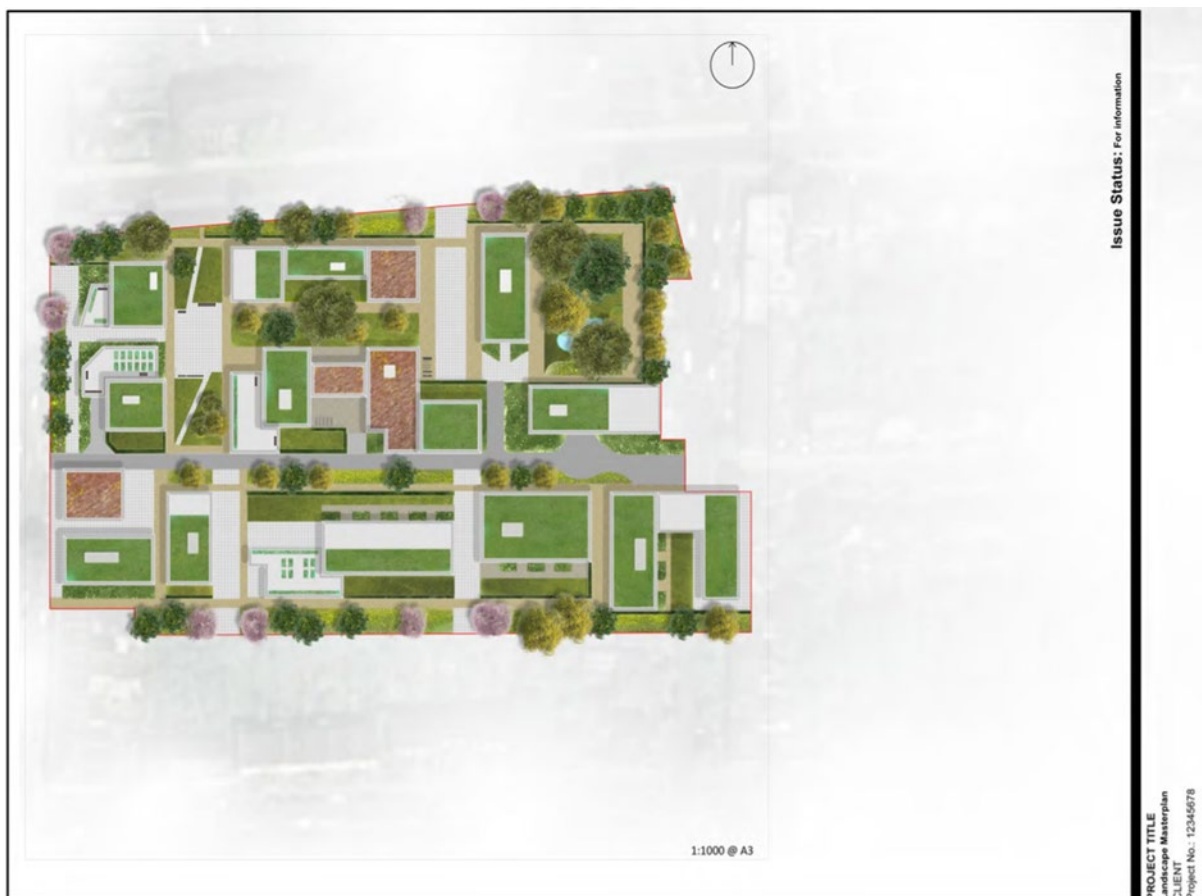 Issue Status: For information
1:1000 @ A3
PROJECT TITLE
Landscape Masterplan
CLIENT
Project No.: 12345678